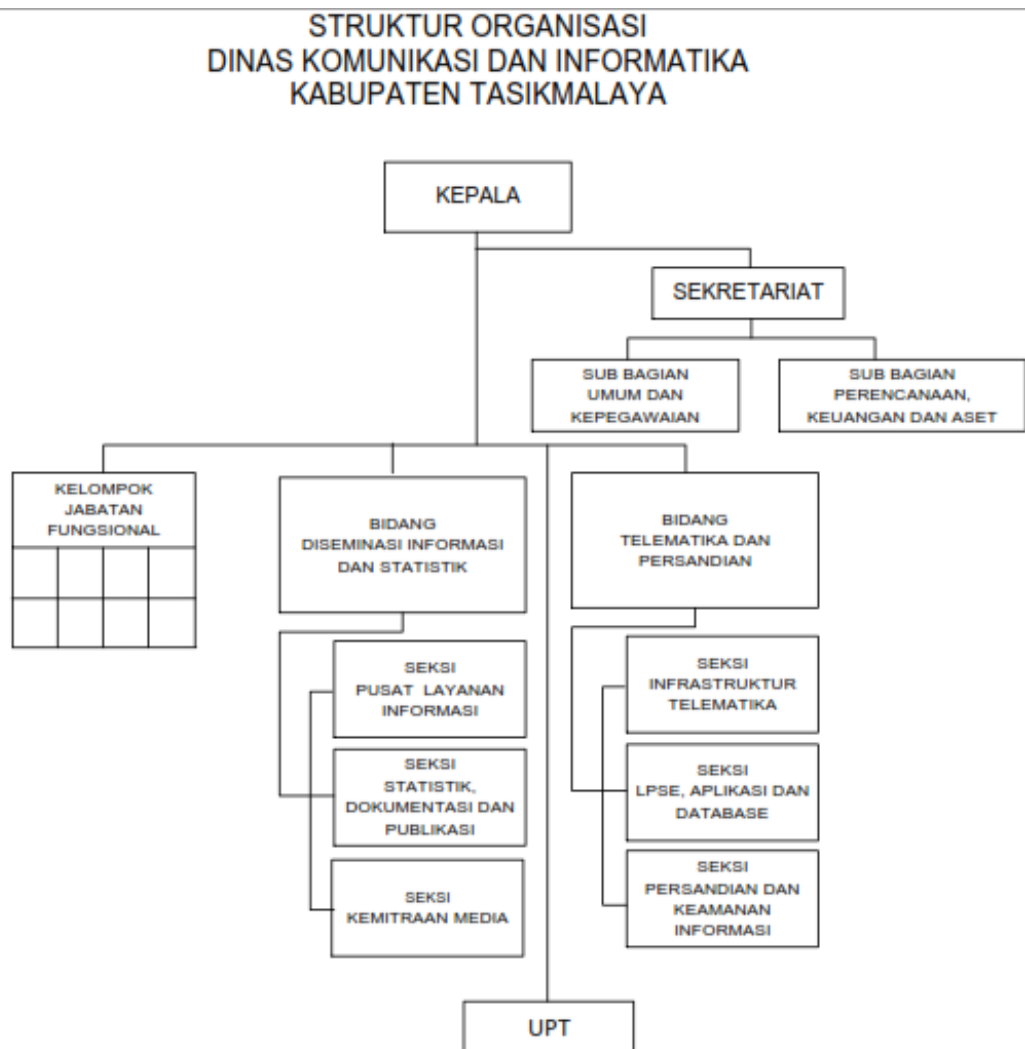 STRUKTUR ORGANISASI
DINAS KOMUNIKASI DAN INFORMATIKA
KABUPATEN TASIKMALAYA
KEPALA
SEKRETARIAT
SUB BAGIAN
UMUM DAN
KEPEGAWAIAN
SUB BAGIAN
PERENCANAAN,
KEUANGAN DAN ASET
KELOMPOK
JABATAN
FUNGSIONAL
BIDANG
DISEMINASI INFORMASI
DAN STATISTIK
BIDANG
TELEMATIKA DAN
PERSANDIAN
SEKSI
PUSAT LAYANAN
INFORMASI
SEKSI
STATISTIK,
DOKUMENTASI DAN
PUBLIKASI
SEKSI
KEMITRAAN MEDIA
SEKSI
INFRASTRUKTUR
TELEMATIKA
SEKSI
LPSE, APLIKASI DAN
DATABASE
SEKSI
PERSANDIAN DAN
KEAMANAN
INFORMASI
UPT